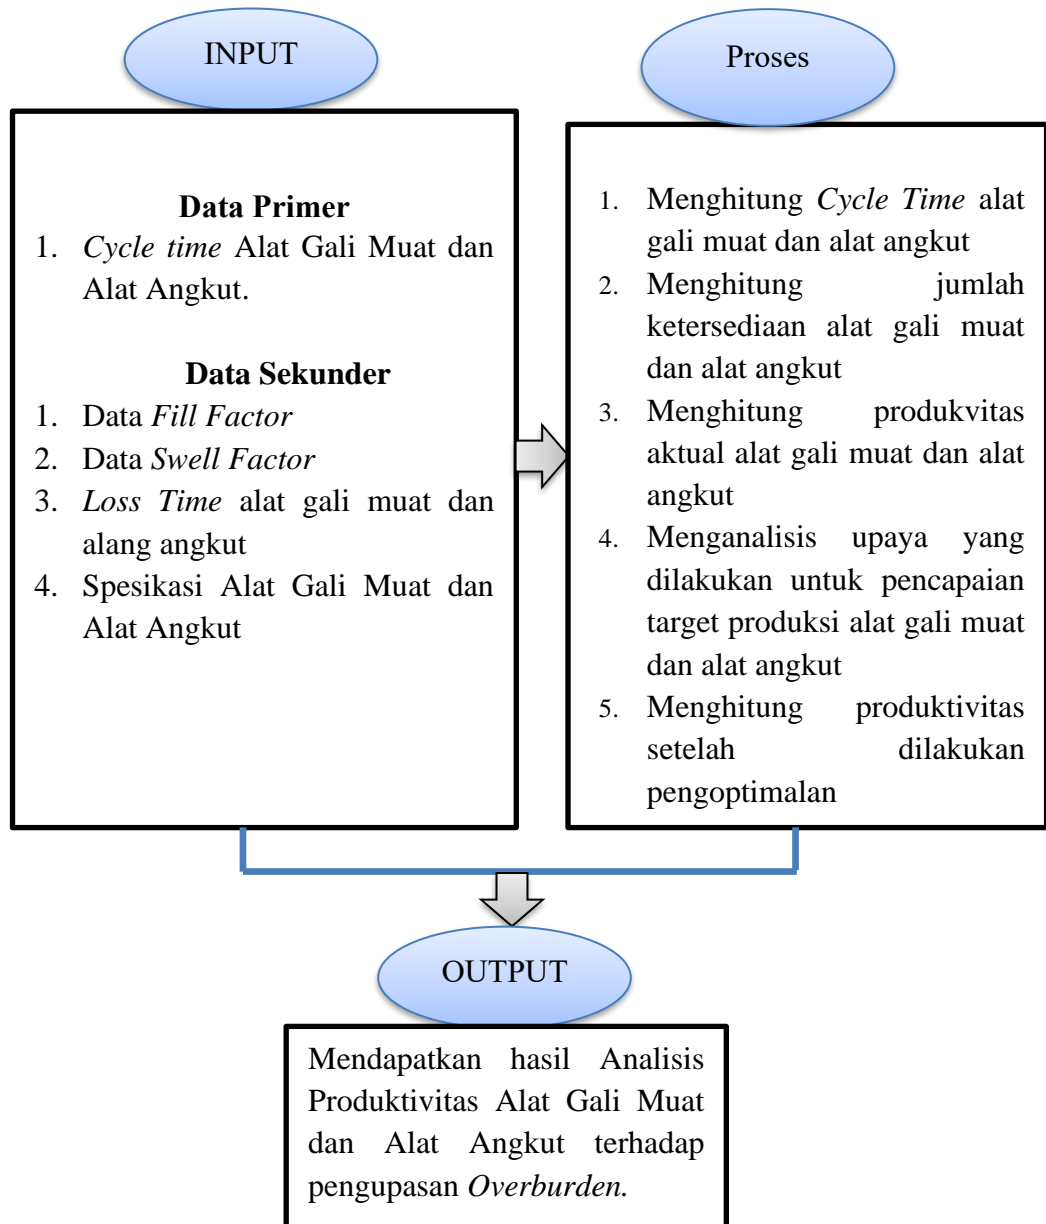 INPUT
Data Primer
1. Cycle time Alat Gali Muat dan
Alat Angkut.
Data Sekunder
1. Data Fill Factor
2. Data Swell Factor
3. Loss Time alat gali muat dan
alang angkut
4. Spesikasi Alat Gali Muat dan
Alat Angkut
Proses
1. Menghitung Cycle Time alat
gali muat dan alat angkut
2. Menghitung jumlah
ketersediaan alat gali muat
dan alat angkut
3. Menghitung produkvitas
aktual alat gali muat dan alat
angkut
4. Menganalisis upaya yang
dilakukan untuk pencapaian
target produksi alat gali muat
dan alat angkut
5. Menghitung produktivitas
setelah dilakukan
pengoptimalan
OUTPUT
Mendapatkan hasil Analisis
Produktivitas Alat Gali Muat
dan Alat Angkut terhadap
pengupasan Overburden.